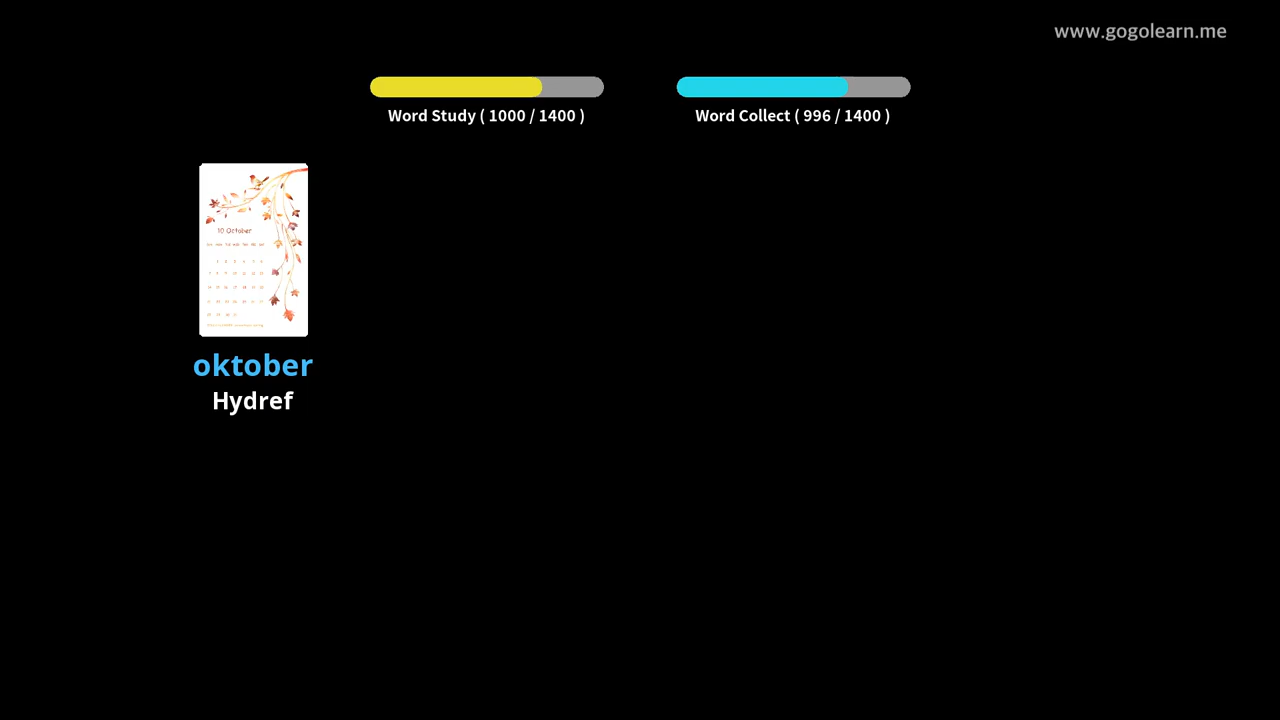 www.gogolearn.me
Word Study ( 1000 / 1400 )
Word Collect ( 996 / 1400 )
10 October
oktober
Hydref